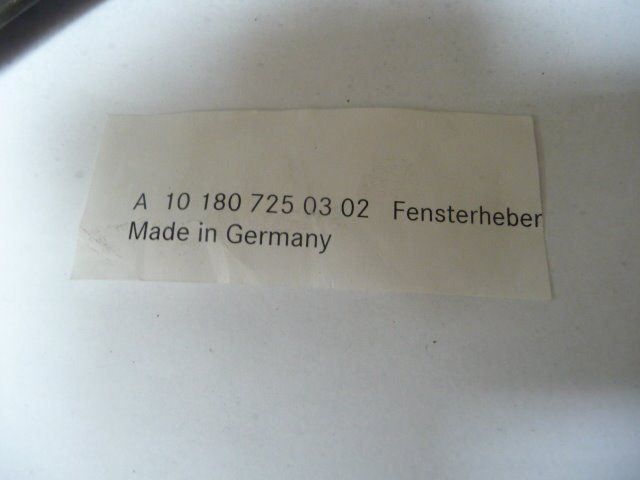 A 10 180 725 03 02 Fensterheber
Made in Germany